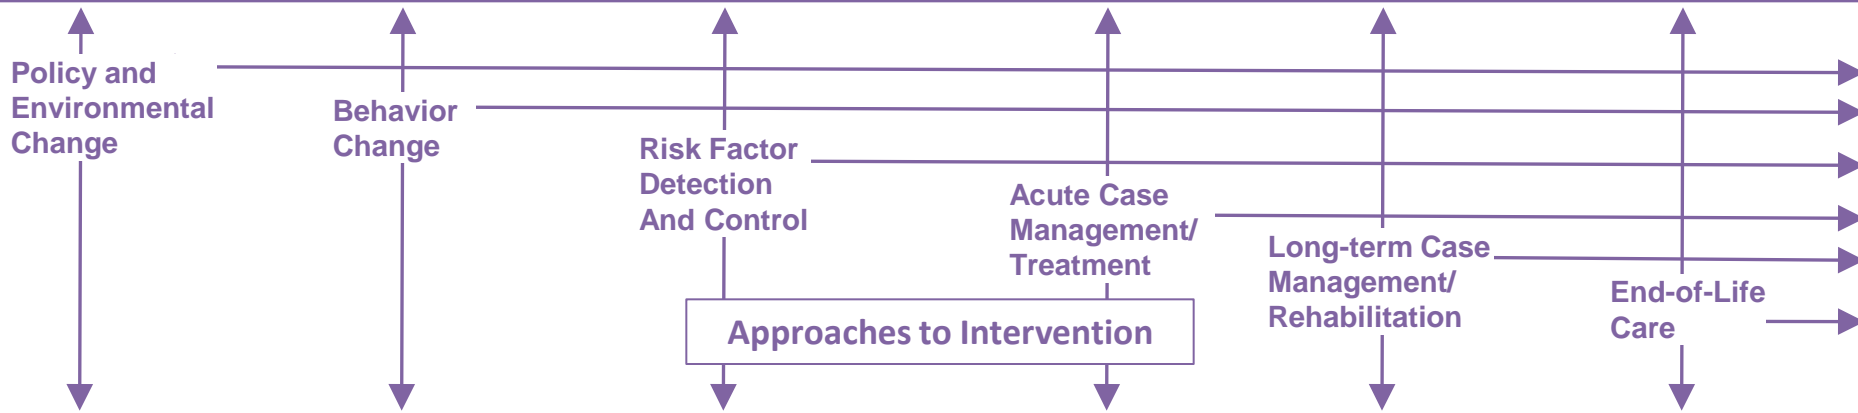 Policy and
Environmental
Change
Behavior
Change
Risk Factor
Detection
And Control
Acute Case
Management/
Treatment
Long-term Case
Management/
Rehabilitation
End-of-Life
Care
Approaches to Intervention